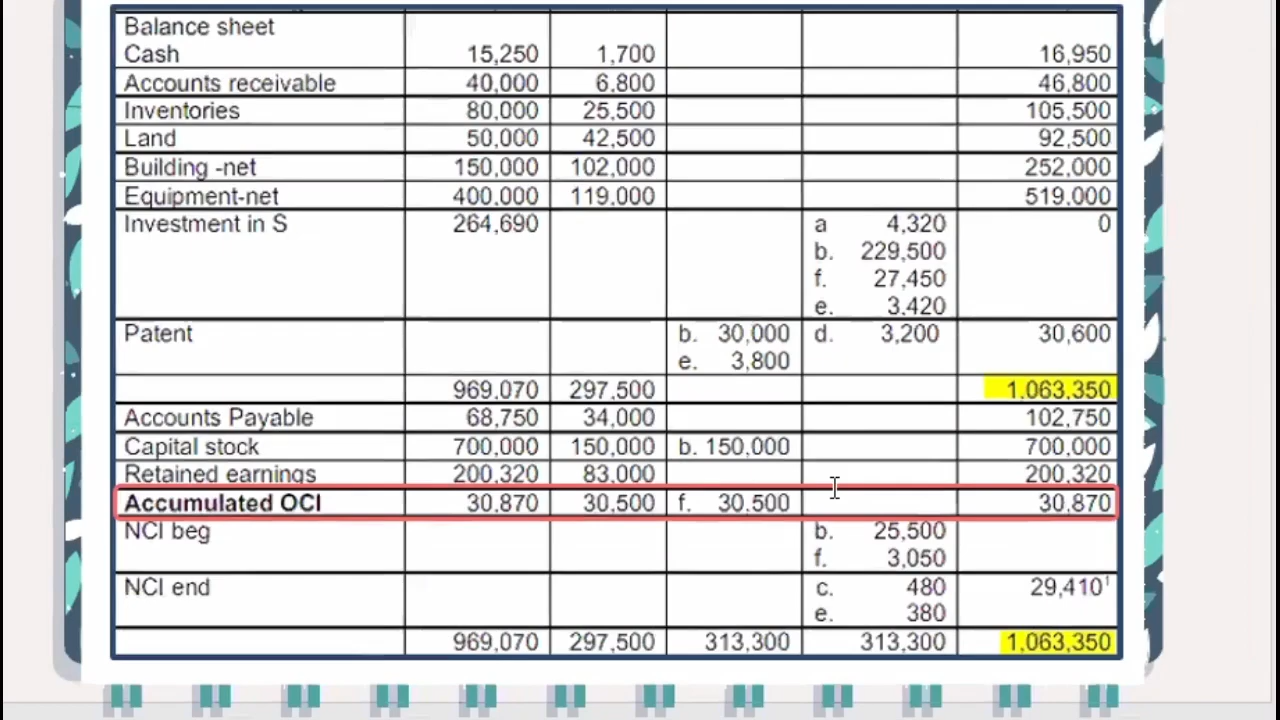 Balance sheet
Cash 15,250 1,700 16,950
Accounts receivable 40,000 6.800 46,800
Inventories 80,000 25,500 105,500
Land 50,000 42,500 92,500
Building -net 150,000 102,000 252,000
Equipment-net 400,000 119,000 519,000
Investment in S 264,690 a 4,320 0
b. 229,500
f. 27,450
e. 3,420
Patent b. 30,000 d. 3,200 30,600
e. 3,800
969,070 297,500 1,063,350
Accounts Payable 68,750 34,000 102,750
Capital stock 700,000 150,000 b. 150,000 700,000
Retained earnings 200,320 83,000 200,320
Accumulated OCI 30,870 30,500 f. 30,500 30,870
NCI beg b. 25,500
f. 3,050
NCI end c. 480 29,410¹
e. 380
969,070 297,500 313,300 313,300 1,063,350